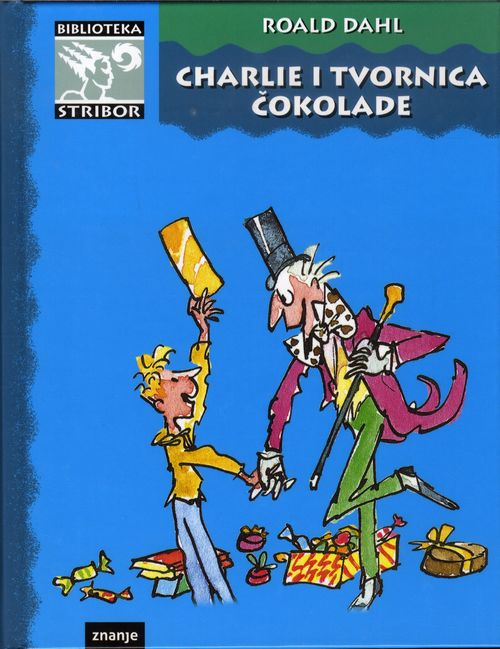 BIBLIOTEKA
STRIBOR
ROALD DAHL
CHARLIE I TVORNICA
ČOKOLADE
znanje